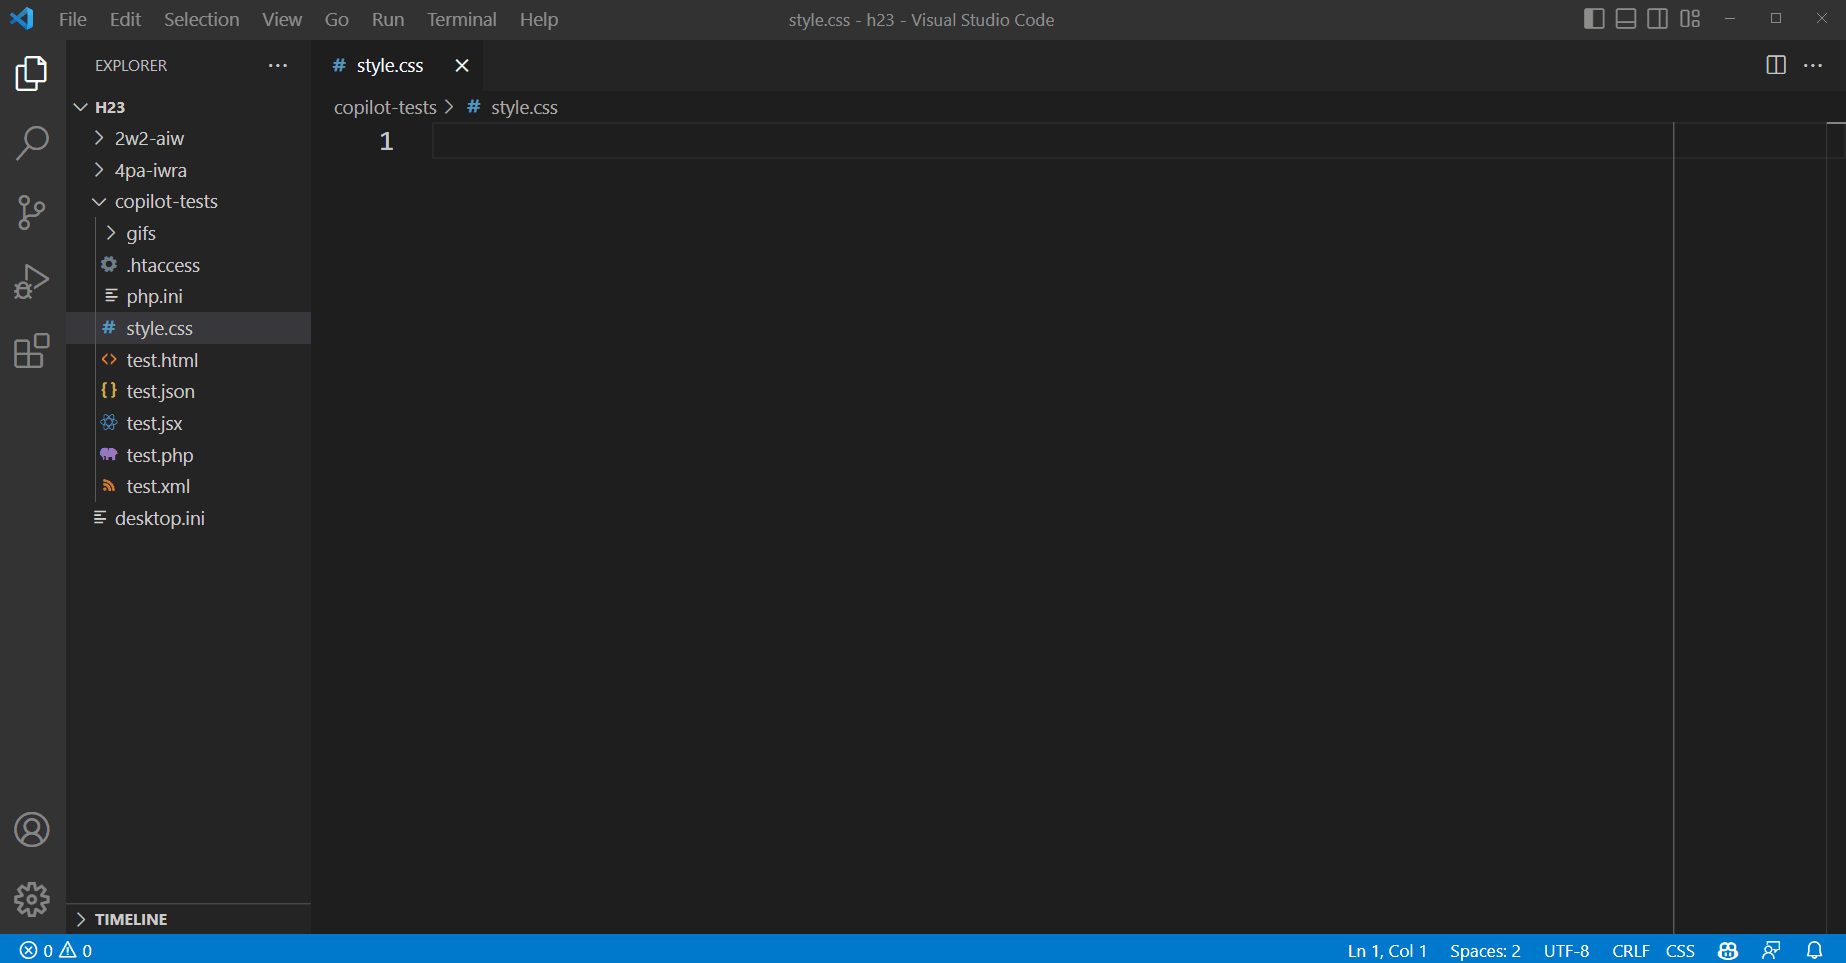 File Edit Selection View Go Run Terminal Help style.css - h23 - Visual Studio Code
EXPLORER
H23
2w2-aiw
4pa-iwra
copilot-tests
gifs
.htaccess
php.ini
style.css
test.html
test.json
test.jsx
test.php
test.xml
desktop.ini
TIMELINE
style.css
copilot-tests > # style.css
1
0 0 Ln 1, Col 1 Spaces: 2 UTF-8 CRLF CSS